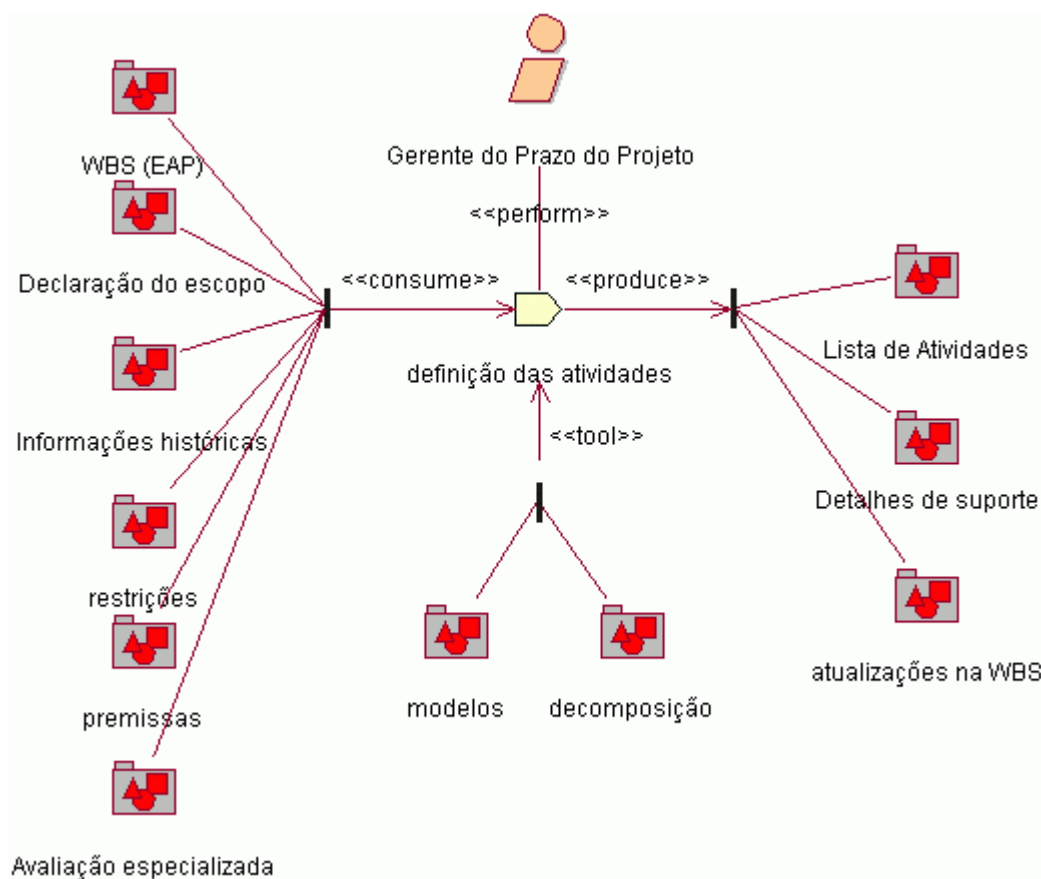 Gerente do Prazo do Projeto
<<perform>>
WBS (EAP)
Declaração do escopo
Informações históricas
restrições
premissas
Avaliação especializada
<<consume>>
<<produce>>
definição das atividades
<<tool>>
modelos
decomposição
Lista de Atividades
Detalhes de suporte
atualizações na WBS